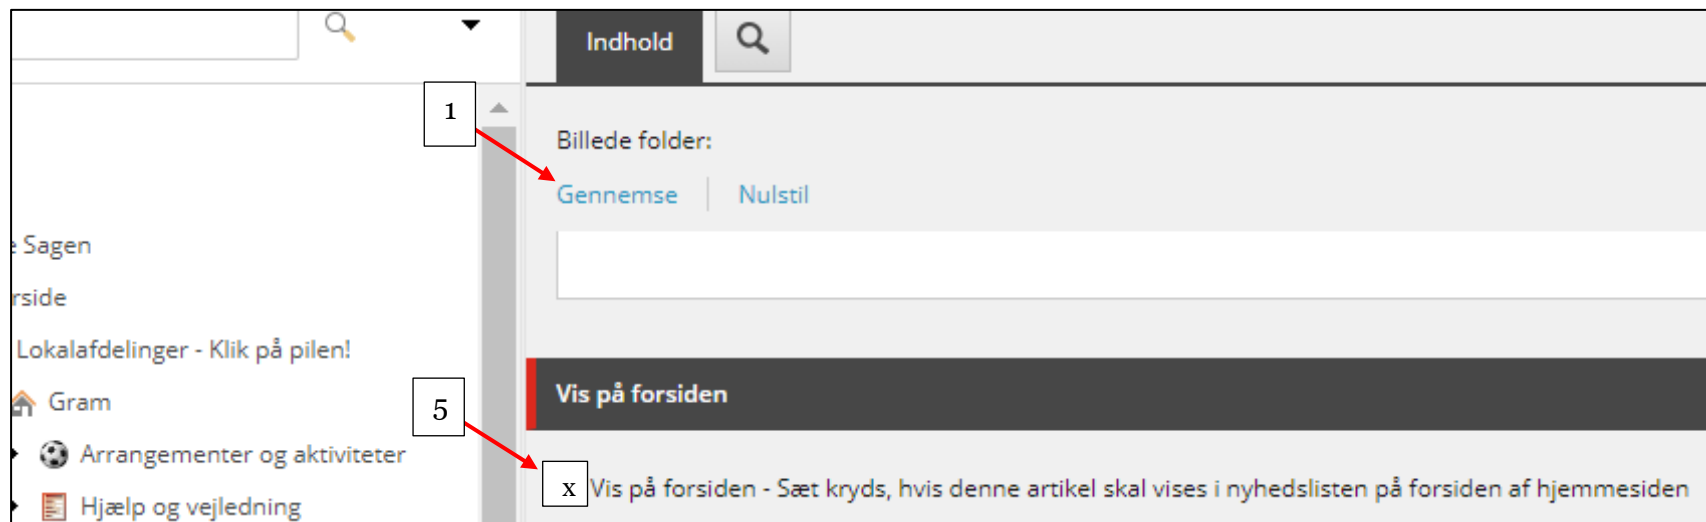 Indhold
1
Billede folder:
Gennemse
Nulstil
Sagen
Lokalafdelinger - Klik på pilen!
Gram
5
Vis på forsiden
Arrangementer og aktiviteter
x Vis på forsiden - Sæt kryds, hvis denne artikel skal vises i nyhedslisten på forsiden af hjemmesiden
Hjælp og vejledning